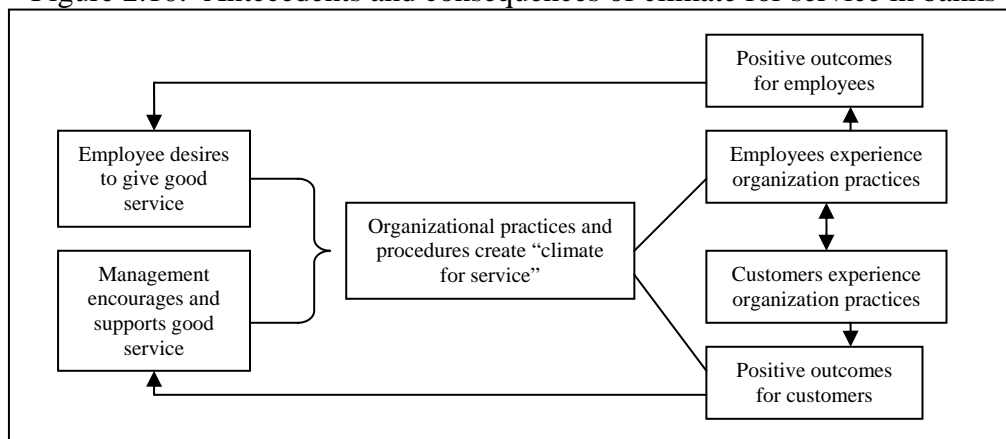 Figure 2.10: Antecedents and consequences of climate for service in banks
Positive outcomes
for employees
Employee desires
to give good
service
Employees experience
organization practices
Organizational practices and
procedures create “climate
for service”
Management
encourages and
supports good
service
Customers experience
organization practices
Positive outcomes
for customers